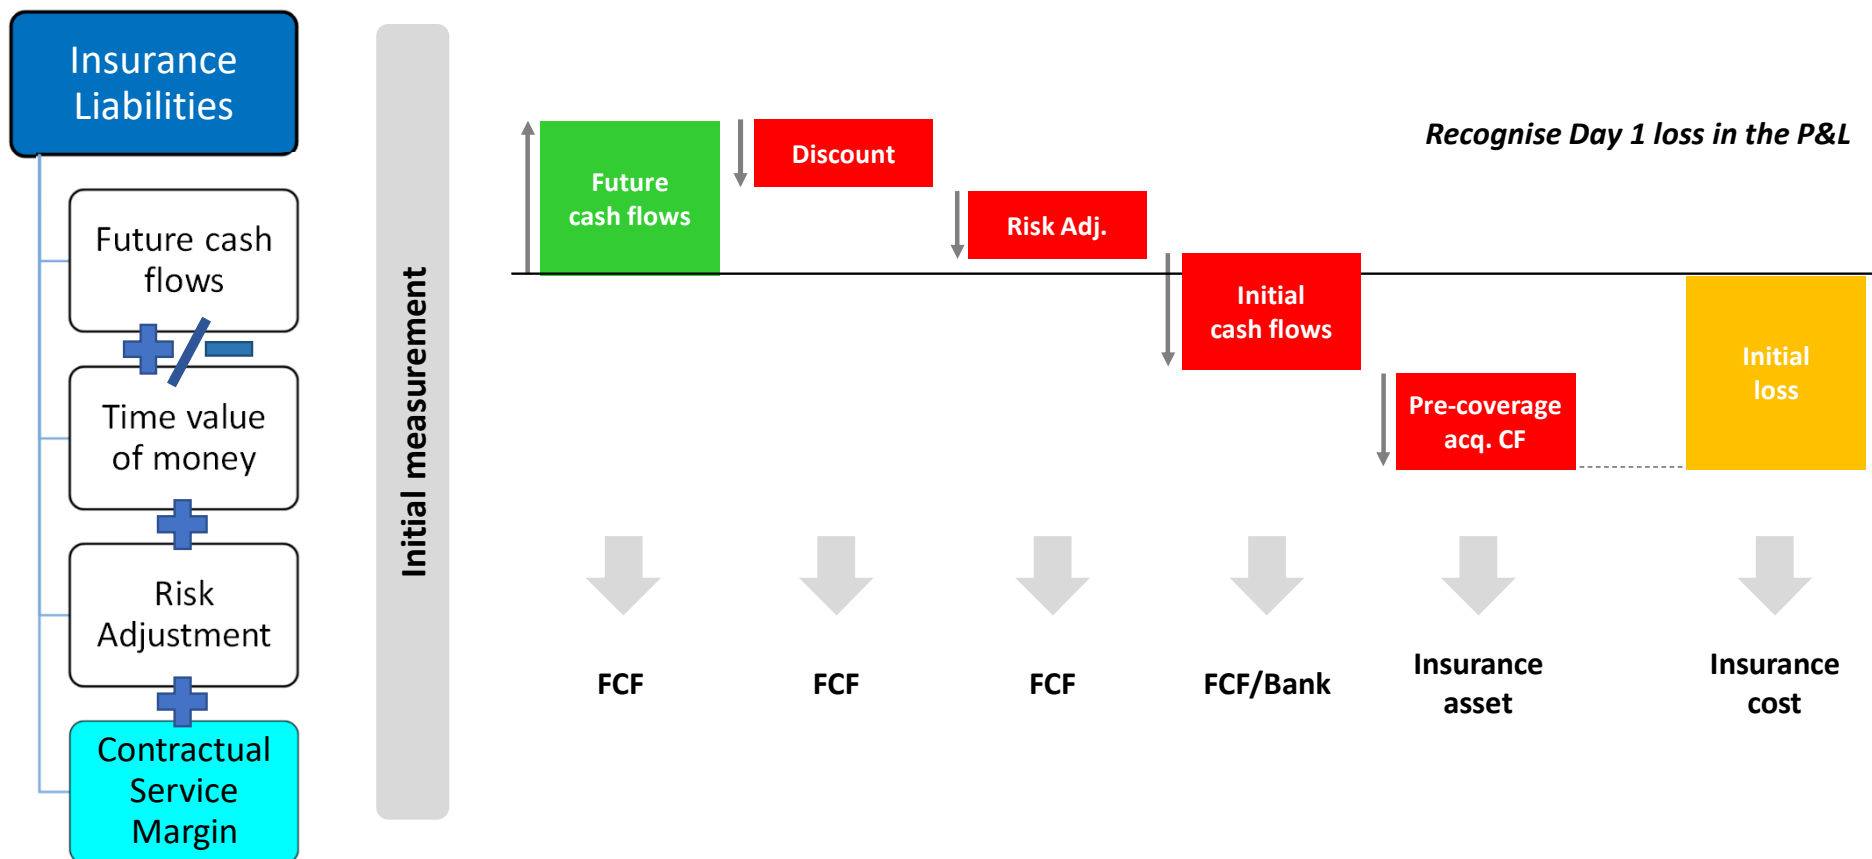 Insurance
Liabilities
Future cash
flows
Time value
of money
Risk
Adjustment
Contractual
Service
Margin
Initial measurement
Recognise Day 1 loss in the P&L
Future
cash flows
Discount
Risk Adj.
Initial
cash flows
Pre-coverage
acq. CF
Initial
loss
FCF
FCF
FCF
FCF/Bank
Insurance
asset
Insurance
cost